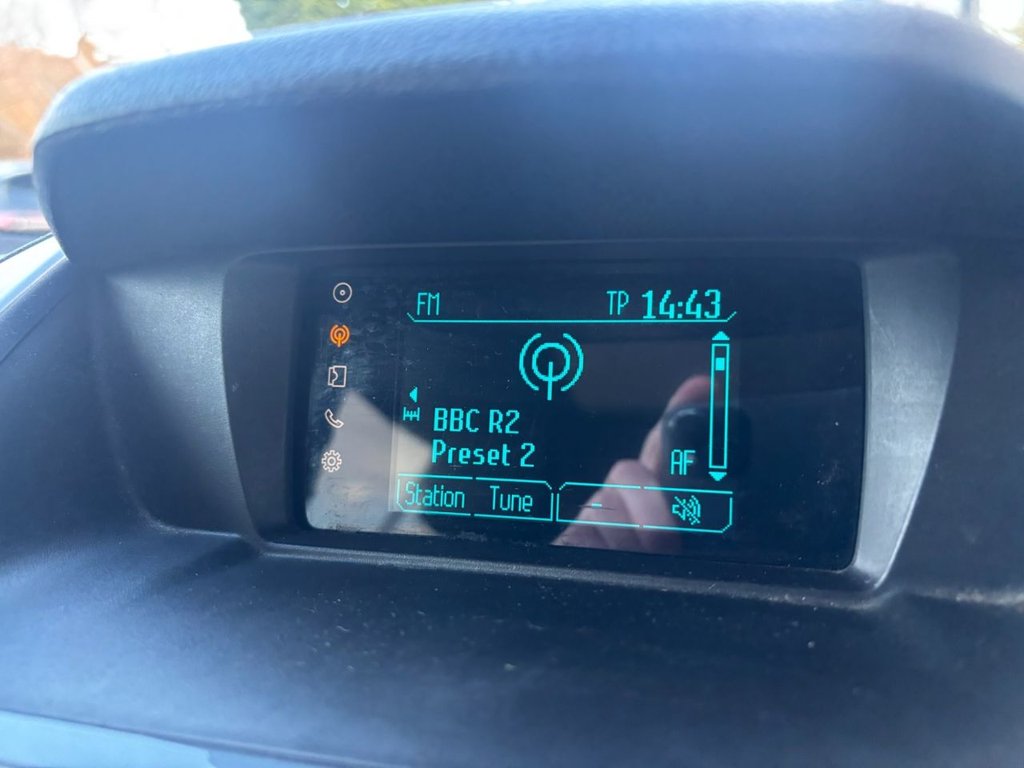 FM TP 14:43
BBC R2
Preset 2 AF
Station Tune -